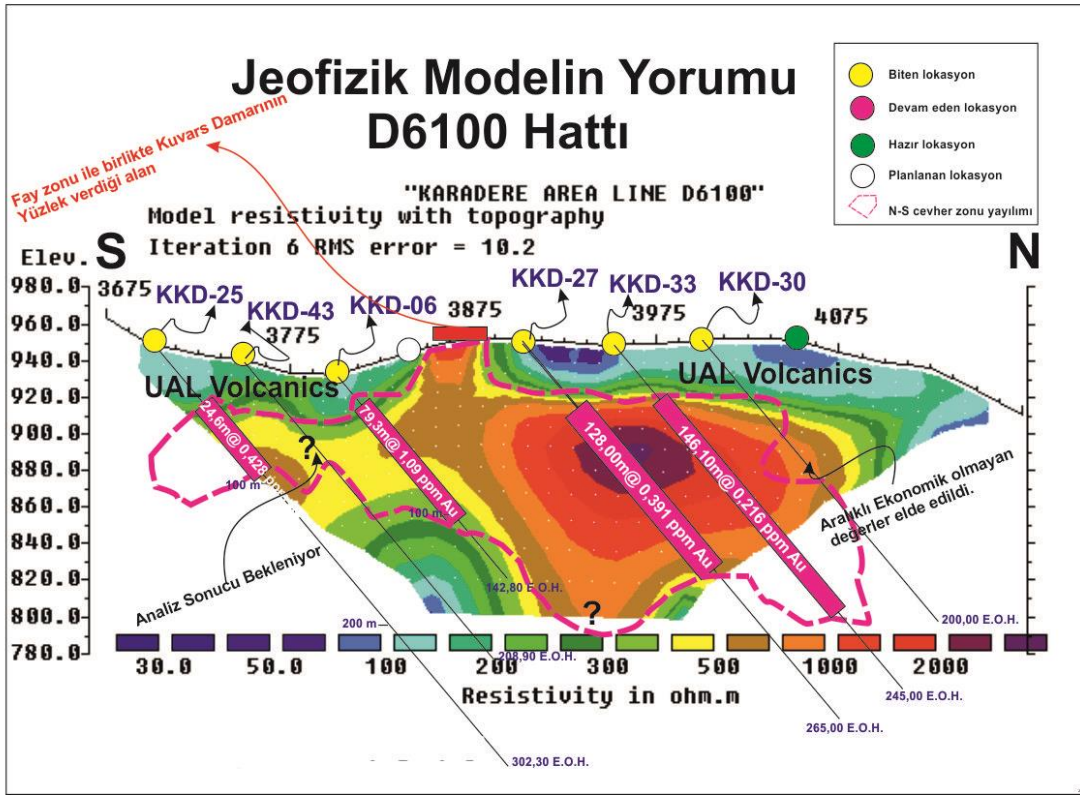 Jeofizik Modelin Yorumu
D6100 Hattı
Biten lokasyon
Devam eden lokasyon
Hazır lokasyon
Planlanan lokasyon
N-S cevher zonu yayılımı
Fay zonu ile birlikte Kuvars Damarının
Yüzlek verdiği alan
"KARADERE AREA LINE D6100"
Model resistivity with topography
Iteration 6 RMS error = 10.2
Elev.
S
N
980.0
960.0
940.0
920.0
900.0
880.0
860.0
840.0
820.0
800.0
780.0
3675
3775
3875
3975
4075
KKD-25
KKD-43
KKD-06
KKD-27
KKD-33
KKD-30
UAL Volcanics
UAL Volcanics
24,6m@ 0,428 ppm
79,3m@ 1,09 ppm Au
128,00m@ 0,391 ppm Au
146,10m@ 0,216 ppm Au
?
?
100 m
100 m
200 m
Analiz Sonucu Bekleniyor
Aralıklı Ekonomik olmayan
değerler elde edildi.
142,80 E.O.H.
208,90 E.O.H.
302,30 E.O.H.
265,00 E.O.H.
245,00 E.O.H.
200,00 E.O.H.
30.0 50.0 100 200 300 500 1000 2000
Resistivity in ohm.m